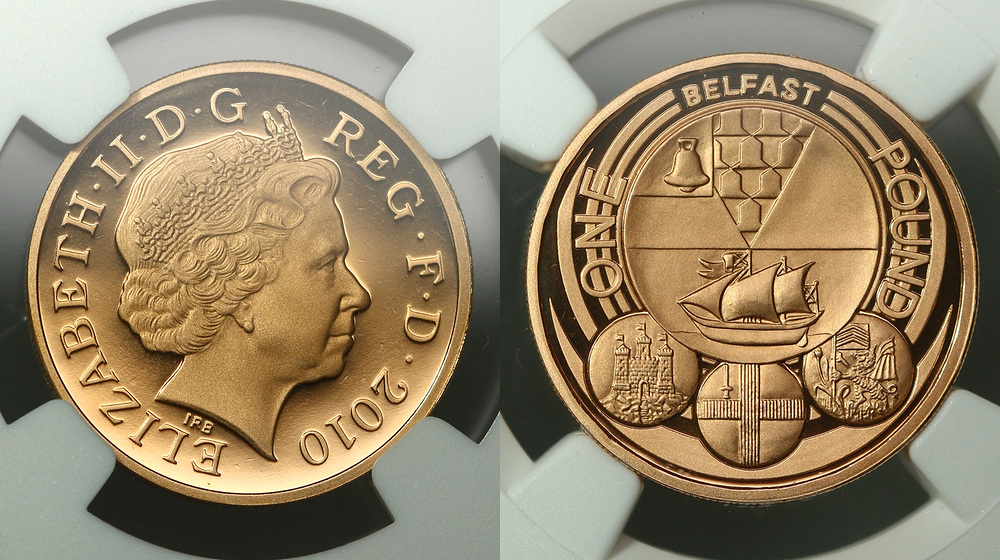 ELIZABETH·II·D·G REG·F·D·2010
IRB
BELFAST
ONE
POUND